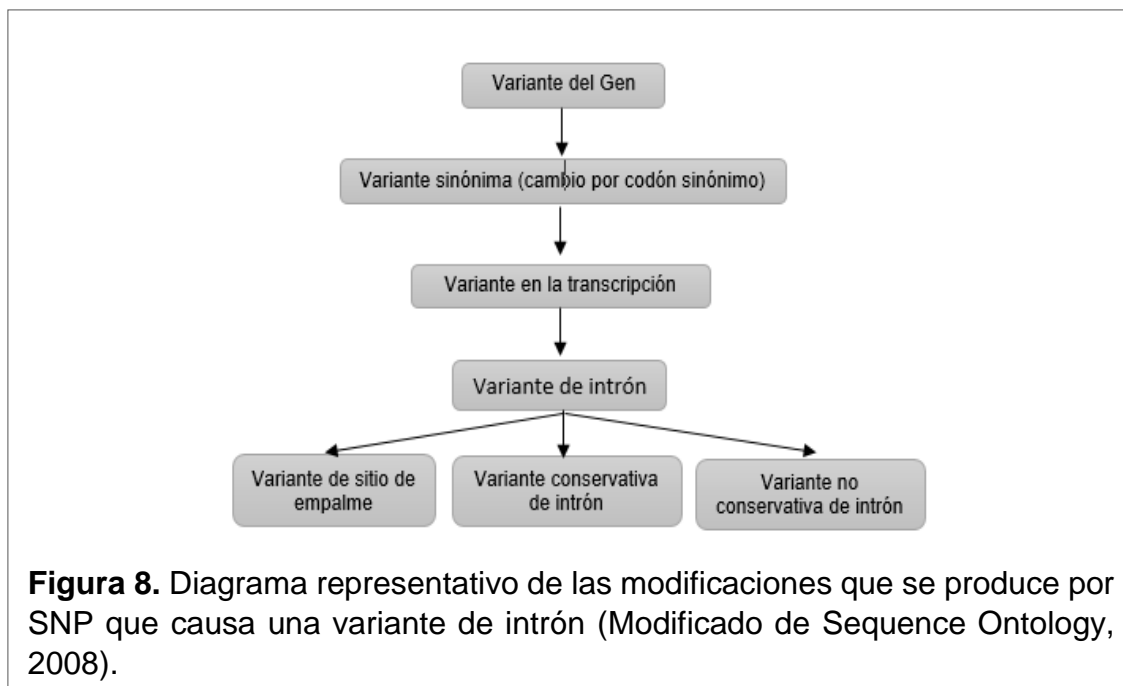 Variante del Gen
Variante sinónima (cambio por codón sinónimo)
Variante en la transcripción
Variante de intrón
Variante de sitio de
empalme
Variante conservativa
de intrón
Variante no
conservativa de intrón
Figura 8. Diagrama representativo de las modificaciones que se produce por
SNP que causa una variante de intrón (Modificado de Sequence Ontology,
2008).